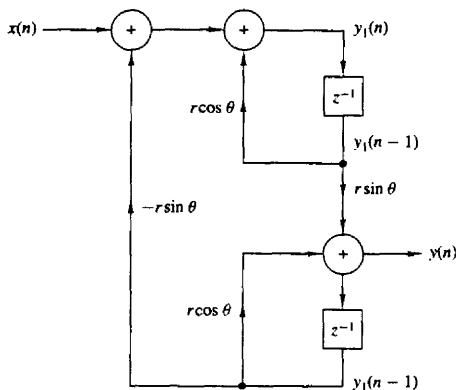 x(n)
+
+
y₁(n)
z⁻¹
r cos θ
y₁(n − 1)
−r sin θ
r sin θ
+
y(n)
r cos θ
z⁻¹
y₁(n − 1)